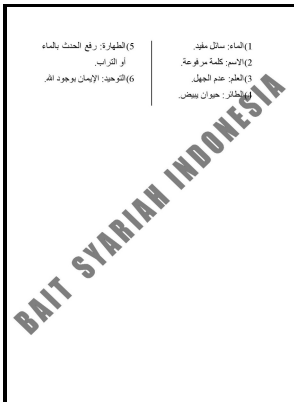 1)الماء: سائل مفيد.
2)الاسم: كلمة مرفوعة.
3)العلم: عدم الجهل.
4)الطائر: حيوان يبيض.
5)الطهارة: رفع الحدث بالماء
أو التراب.
6)التوحيد: الإيمان بوجود الله.
BAIT SYARIAH INDONESIA